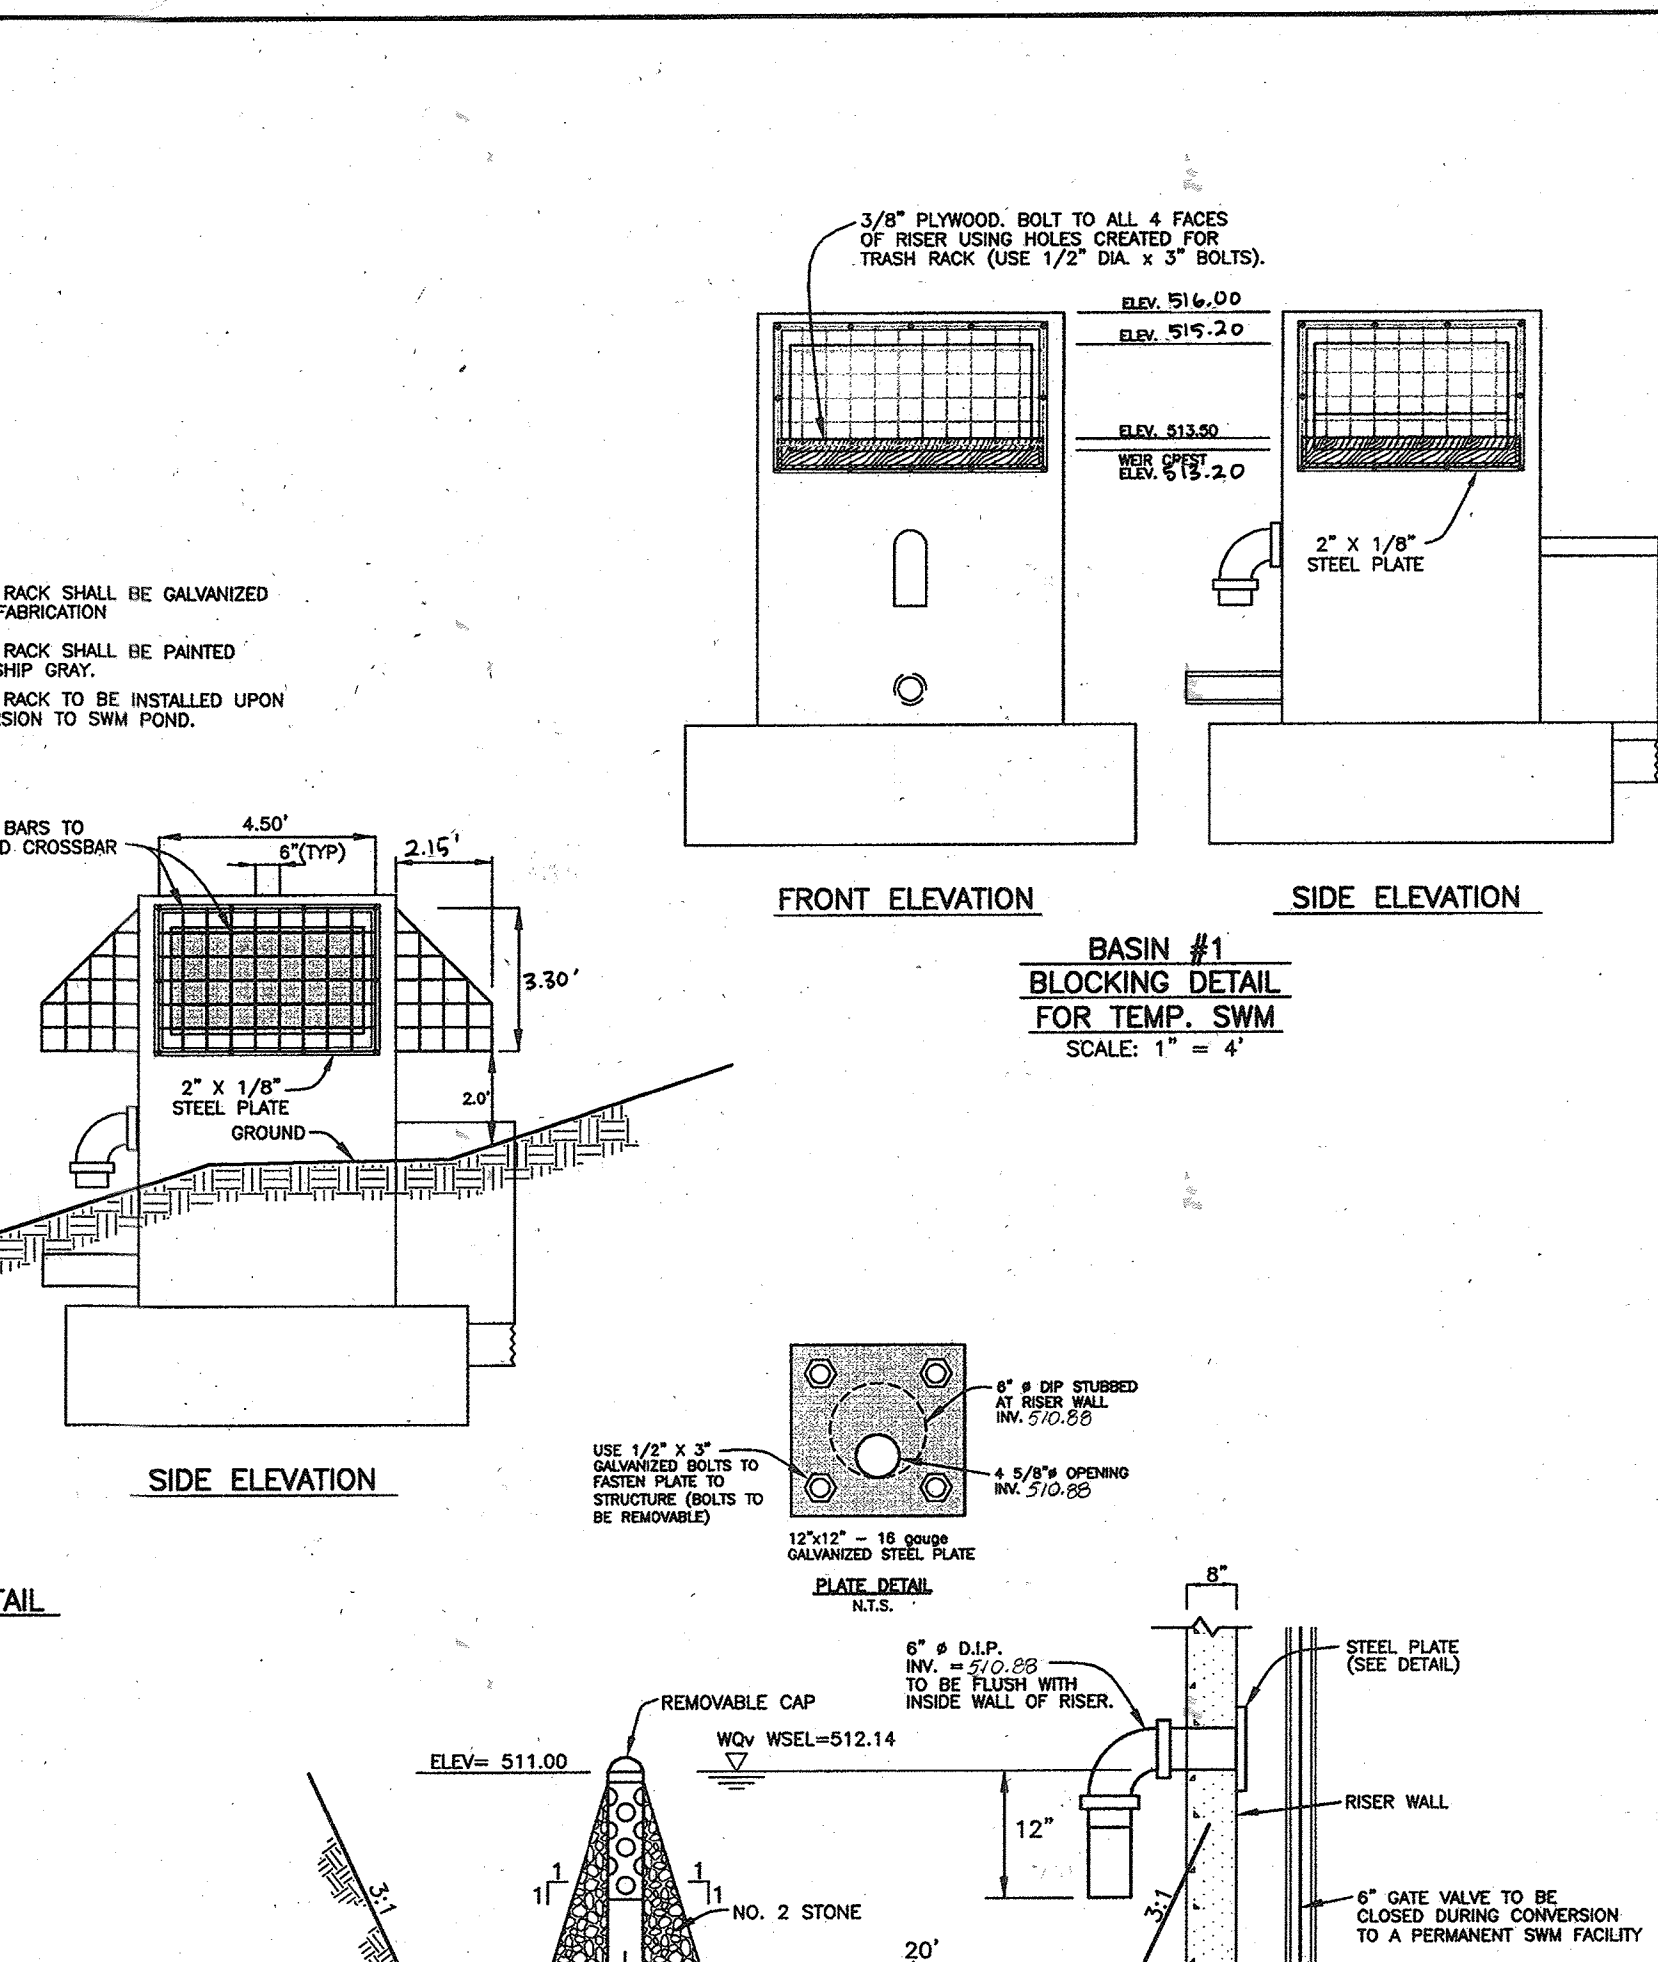 3/8" PLYWOOD. BOLT TO ALL 4 FACES
OF RISER USING HOLES CREATED FOR
TRASH RACK (USE 1/2" DIA. x 3" BOLTS).
ELEV. 516.00
ELEV. 515.20
ELEV. 513.50
WEIR CREST
ELEV. 513.20
2" X 1/8"
STEEL PLATE
FRONT ELEVATION
SIDE ELEVATION
BASIN #1
BLOCKING DETAIL
FOR TEMP. SWM
SCALE: 1" = 4'
RACK SHALL BE GALVANIZED
FABRICATION
RACK SHALL BE PAINTED
SHIP GRAY.
RACK TO BE INSTALLED UPON
RSION TO SWM POND.
BARS TO
D CROSSBAR
4.50'
6"(TYP)
2.15'
3.30'
2" X 1/8"
STEEL PLATE
2.0'
GROUND
SIDE ELEVATION
TAIL
6" ø DIP STUBBED
AT RISER WALL
INV. 510.88
USE 1/2" X 3"
GALVANIZED BOLTS TO
FASTEN PLATE TO
STRUCTURE (BOLTS TO
BE REMOVABLE)
4 5/8"ø OPENING
INV. 510.88
12"x12" – 16 gauge
GALVANIZED STEEL PLATE
PLATE DETAIL
N.T.S.
8"
6" ø D.I.P.
INV. = 510.88
TO BE FLUSH WITH
INSIDE WALL OF RISER.
STEEL PLATE
(SEE DETAIL)
REMOVABLE CAP
WQv WSEL=512.14
ELEV= 511.00
12"
RISER WALL
3:1
1
1
1
1
NO. 2 STONE
3:1
6" GATE VALVE TO BE
CLOSED DURING CONVERSION
TO A PERMANENT SWM FACILITY
20'